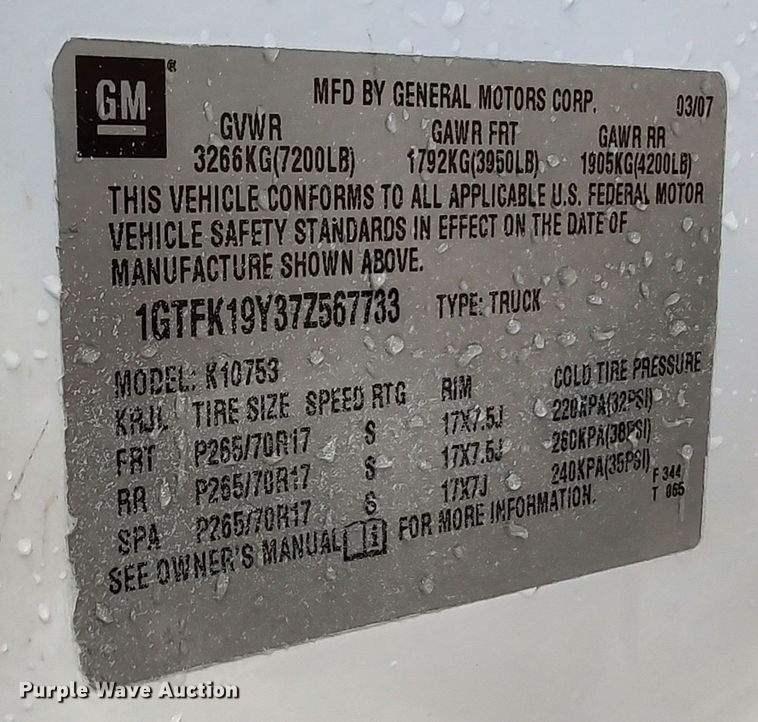 GM®
MFD BY GENERAL MOTORS CORP. 03/07
GVWR GAWR FRT GAWR RR
3266KG(7200LB) 1792KG(3950LB) 1905KG(4200LB)
THIS VEHICLE CONFORMS TO ALL APPLICABLE U.S. FEDERAL MOTOR
VEHICLE SAFETY STANDARDS IN EFFECT ON THE DATE OF
MANUFACTURE SHOWN ABOVE.
1GTFK19Y37Z567733 TYPE: TRUCK
MODEL: K10753
KRJL TIRE SIZE SPEED RTG RIM COLD TIRE PRESSURE
FRT P265/70R17 S 17X7.5J 220KPA(32PSI)
RR P265/70R17 S 17X7.5J 260KPA(38PSI)
SPA P265/70R17 S 17X7J 240KPA(35PSI)
SEE OWNER'S MANUAL FOR MORE INFORMATION.
F 344
T 065
Purple Wave Auction